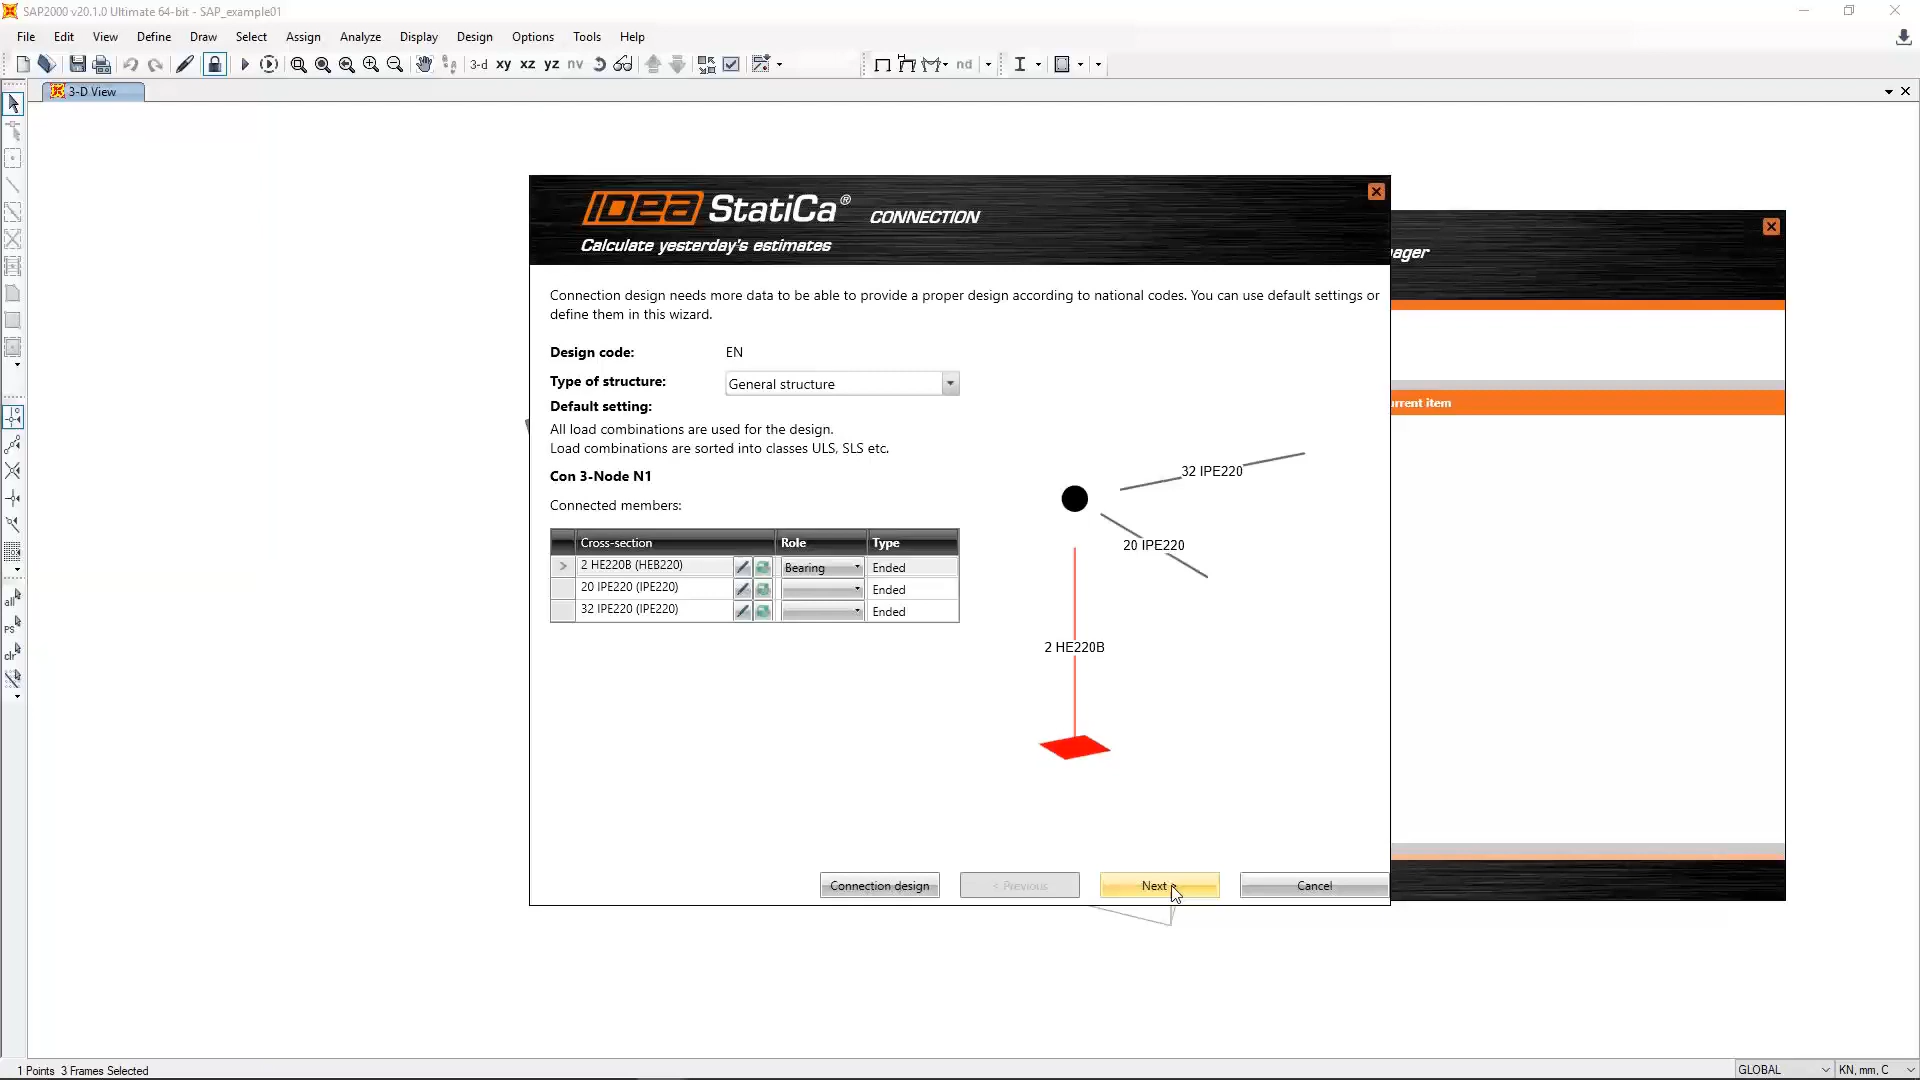 SAP2000 v20.1.0 Ultimate 64-bit - SAP_example01
File Edit View Define Draw Select Assign Analyze Display Design Options Tools Help
3-d xy xz yz nv nd
3-D View
IDEA StatiCa® CONNECTION
Calculate yesterday's estimates
ager
Connection design needs more data to be able to provide a proper design according to national codes. You can use default settings or
define them in this wizard.
Design code: EN
Type of structure: General structure
Default setting:
rrent item
All load combinations are used for the design.
Load combinations are sorted into classes ULS, SLS etc.
Con 3-Node N1
Connected members:
Cross-section Role Type
2 HE220B (HEB220) Bearing Ended
20 IPE220 (IPE220) Ended
32 IPE220 (IPE220) Ended
32 IPE220
20 IPE220
2 HE220B
all
PS
clr
Connection design < Previous Next > Cancel
1 Points 3 Frames Selected
GLOBAL KN, mm, C